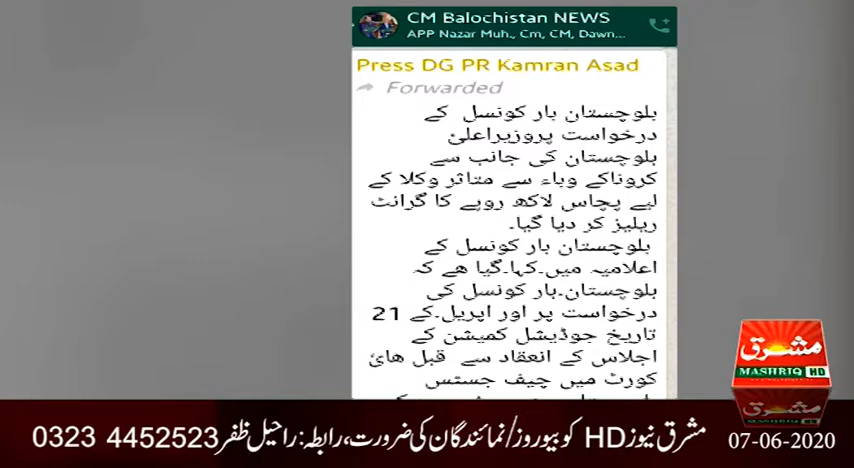 CM Balochistan NEWS
APP Nazar Muh., Cm, CM, Dawn...
Press DG PR Kamran Asad
Forwarded
بلوچستان بار کونسل کے
درخواست پروزیراعلیٰ
بلوچستان کی جانب سے
کروناکے وباء سے متاثر وکلا کے
لیے پچاس لاکھ روپے کا گرانٹ
ریلیز کر دیا گیا۔
بلوچستان بار کونسل کے
اعلامیہ میں۔کہا۔گیا ھے کہ
بلوچستان۔بار کونسل کی
درخواست پر اور اپریل۔کے 21
تاریخ جوڈیشل کمیشن کے
اجلاس کے انعقاد سے قبل ھائ
کورٹ میں چیف جسٹس
مشرق
MASHRIQ HD
مشرق نیوز HD کو بیوروز/نمائندگان کی ضرورت، رابطہ: راحیل ظفر 4452523 0323
07-06-2020